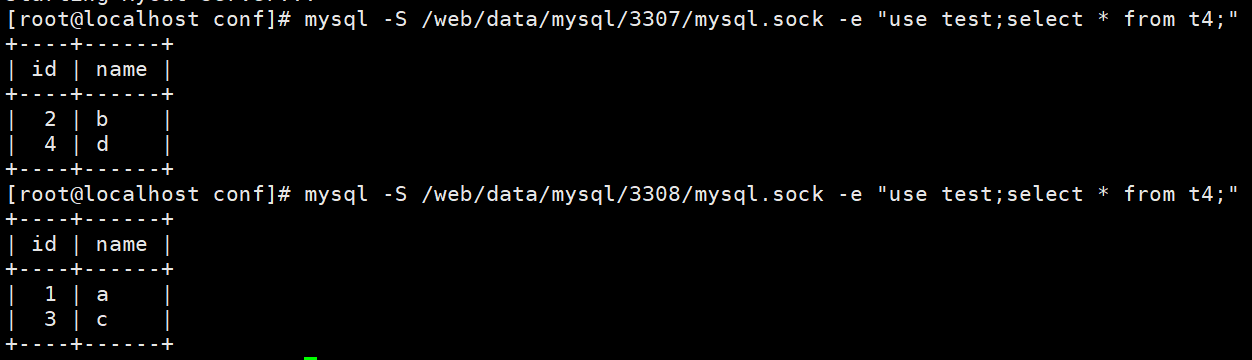 [root@localhost conf]# mysql -S /web/data/mysql/3307/mysql.sock -e "use test;select * from t4;"
+----+------+
| id | name |
+----+------+
|  2 | b    |
|  4 | d    |
+----+------+
[root@localhost conf]# mysql -S /web/data/mysql/3308/mysql.sock -e "use test;select * from t4;"
+----+------+
| id | name |
+----+------+
|  1 | a    |
|  3 | c    |
+----+------+